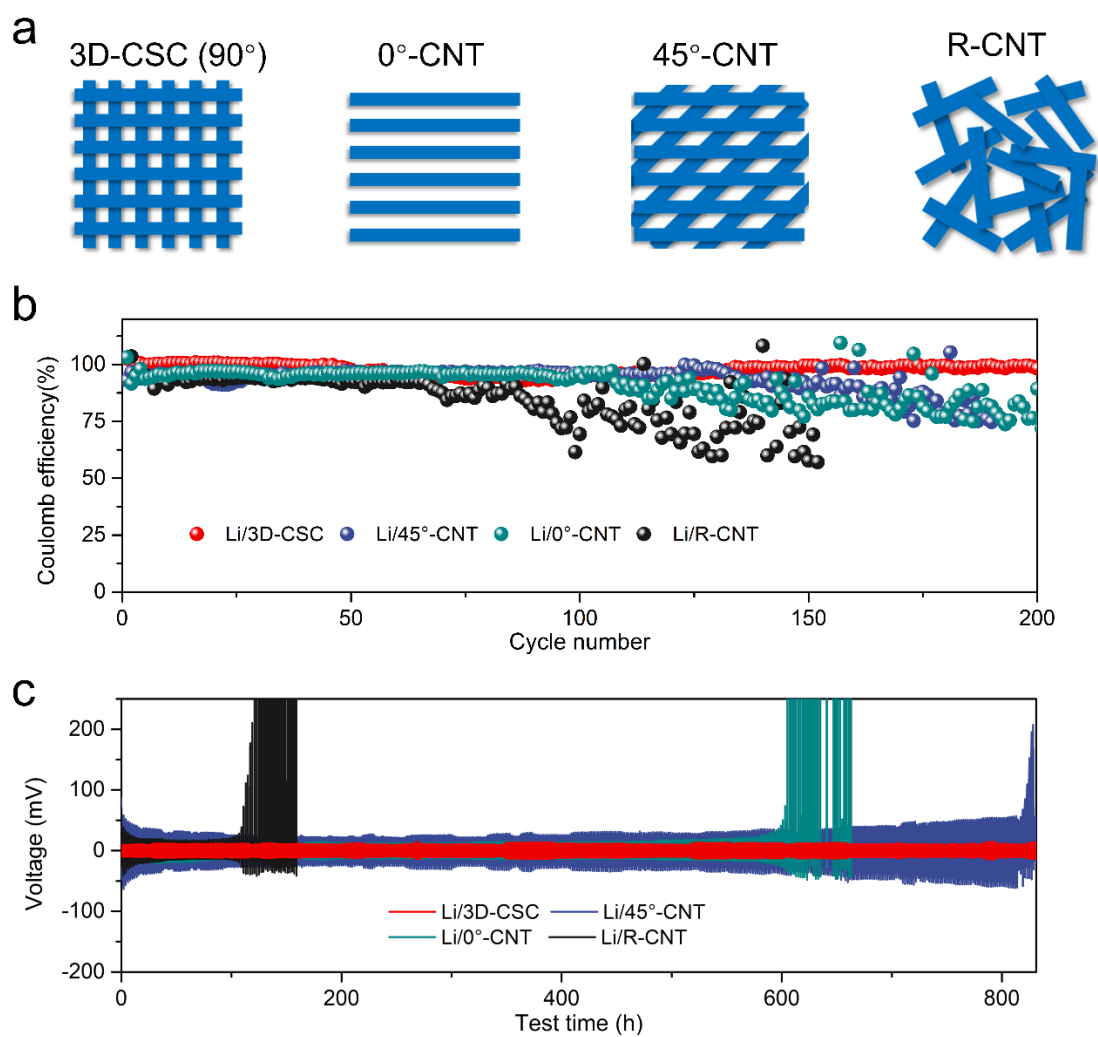 a
3D-CSC (90°)
0°-CNT
45°-CNT
R-CNT
b
Coulomb efficiency(%)
100
75
50
25
0
Li/3D-CSC Li/45°-CNT Li/0°-CNT Li/R-CNT
0 50 100 150 200
Cycle number
c
Voltage (mV)
200
100
0
-100
-200
Li/3D-CSC Li/45°-CNT
Li/0°-CNT Li/R-CNT
0 200 400 600 800
Test time (h)